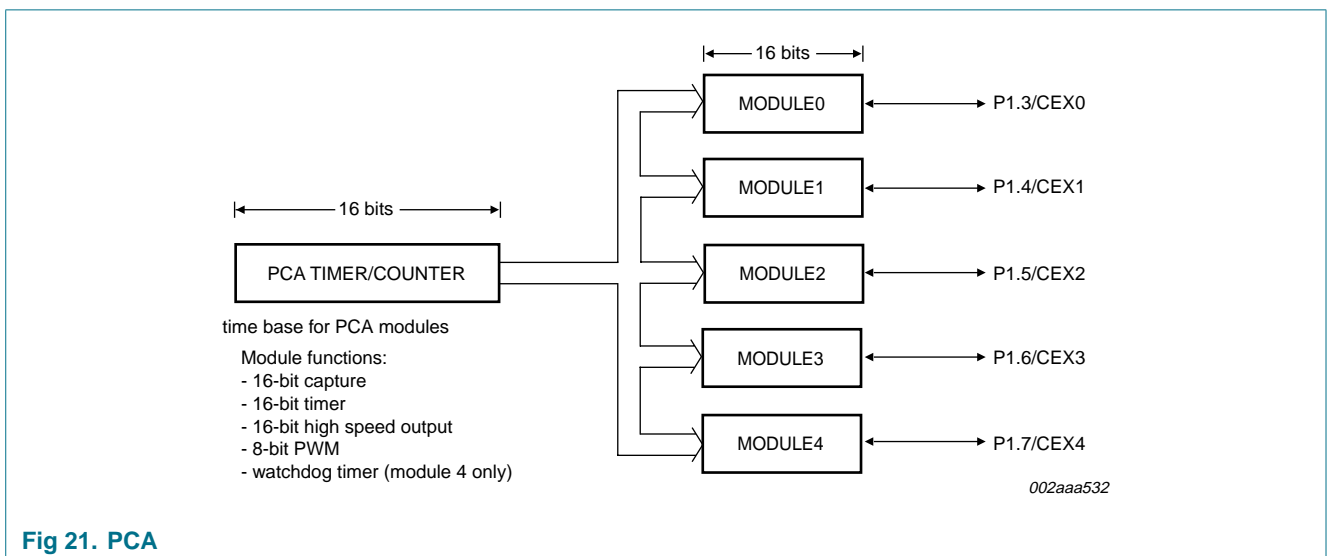 16 bits
MODULE0
P1.3/CEX0
MODULE1
P1.4/CEX1
16 bits
PCA TIMER/COUNTER
MODULE2
P1.5/CEX2
time base for PCA modules
Module functions:
- 16-bit capture
- 16-bit timer
- 16-bit high speed output
- 8-bit PWM
- watchdog timer (module 4 only)
MODULE3
P1.6/CEX3
MODULE4
P1.7/CEX4
002aaa532
Fig 21. PCA